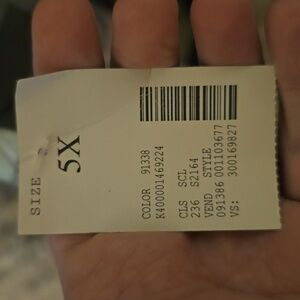 SIZE
5X
COLOR 91338
K400001469224
CLS SCL
236 S2164
VEND STYLE
091386 001103677
VS: 300169827